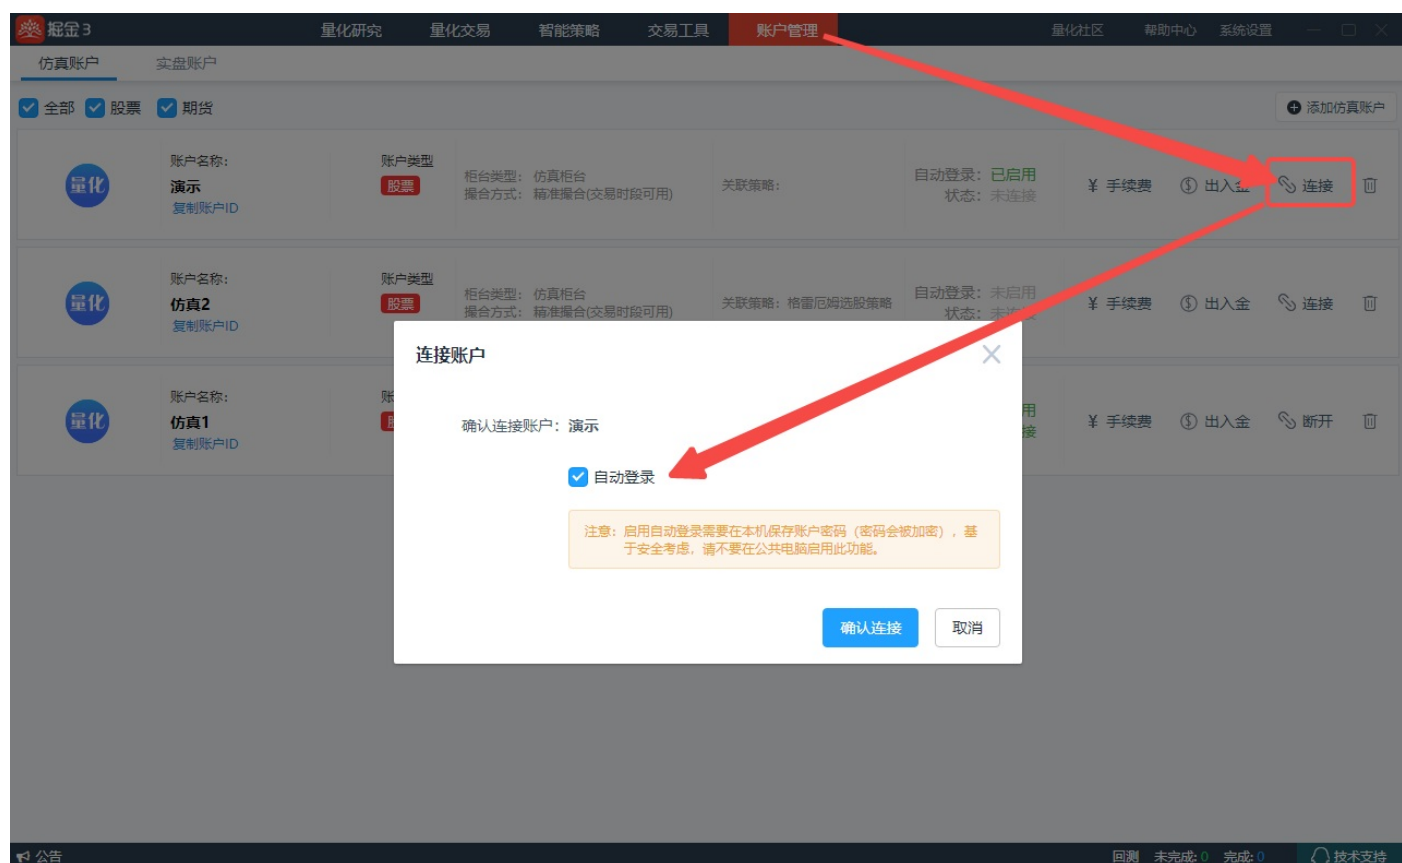 掘金3 量化研究 量化交易 智能策略 交易工具 账户管理 量化社区 帮助中心 系统设置
仿真账户 实盘账户
全部 股票 期货 添加仿真账户
量化
账户名称:
演示
复制账户ID
账户类型
股票
柜台类型: 仿真柜台
撮合方式: 精准撮合(交易时段可用)
关联策略:
自动登录: 已启用
状态: 未连接
¥ 手续费 出入金 连接
量化
账户名称:
仿真2
复制账户ID
账户类型
股票
柜台类型: 仿真柜台
撮合方式: 精准撮合(交易时段可用)
关联策略: 格雷厄姆选股策略
自动登录: 未启用
状态: 未连接
¥ 手续费 出入金 连接
量化
账户名称:
仿真1
复制账户ID
用
接
¥ 手续费 出入金 断开
连接账户
确认连接账户: 演示
自动登录
注意: 启用自动登录需要在本机保存账户密码 (密码会被加密) , 基
于安全考虑, 请不要在公共电脑启用此功能。
确认连接 取消
公告 回测 未完成: 0 完成: 0 技术支持